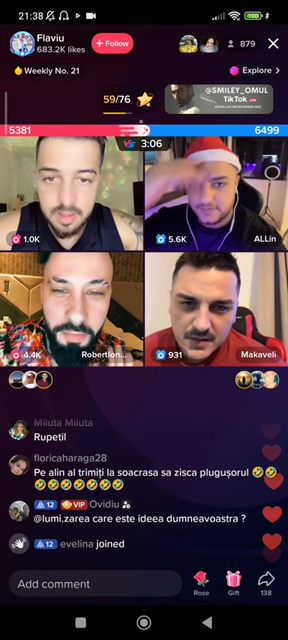 21:38
Flaviu
683.2K likes
+ Follow
879
Weekly No. 21
Explore >
59/76
@SMILEY_OMUL
TikTok LIVE
5381
6499
VS 3:06
1.0K
5.6K
ALLin
4.4K
RobertIon...
931
Makaveli
Miluta Miluta
Rupetil
floricaharaga28
Pe alin al trimiți la soacrasa sa zisca plugușorul 🤣🤣
🤣🤣🤣🤣🤣🤣🤣
12 VIP Ovidiu
@lumi.zarea care este ideea dumneavoastra ?
12 evelina joined
Add comment
Rose
Gift
138